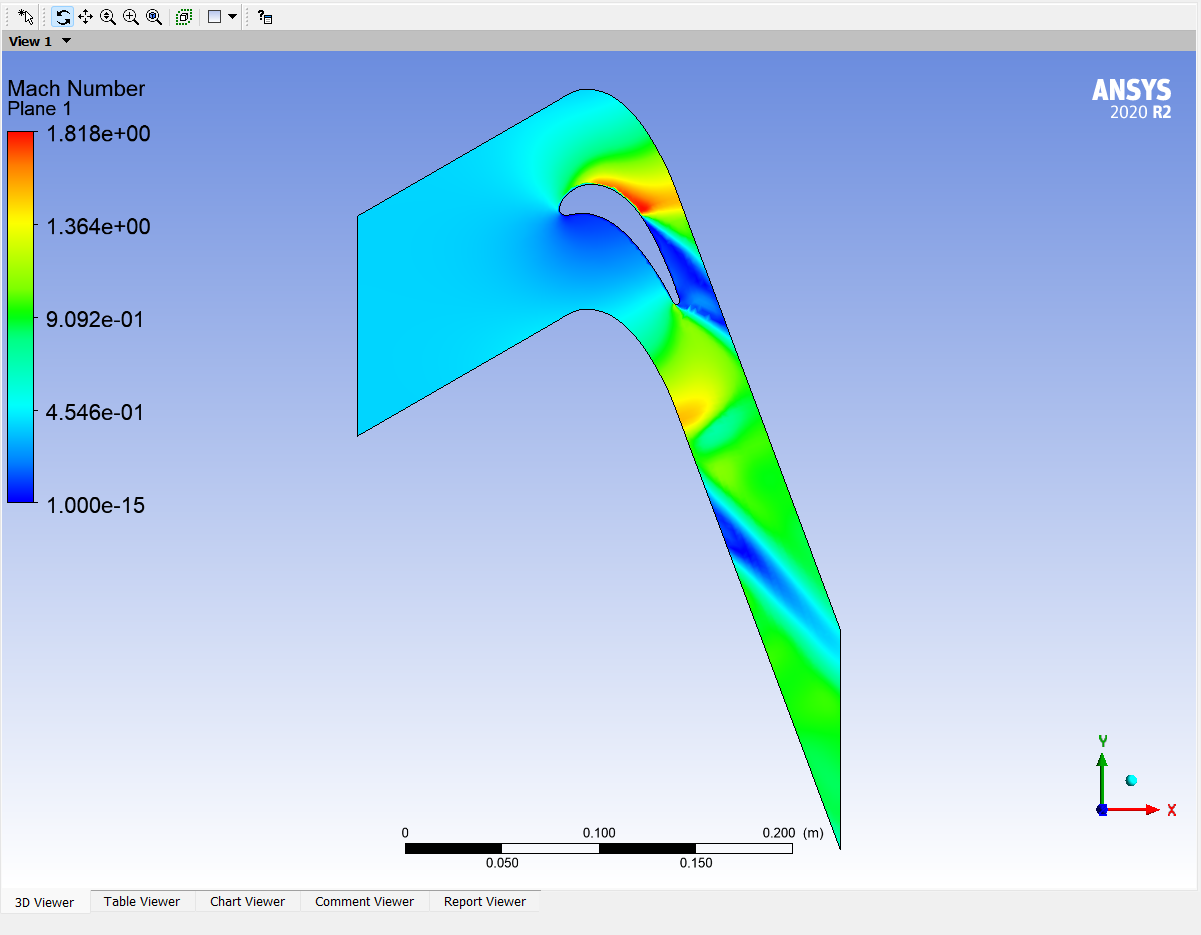 View 1
Mach Number
Plane 1
1.818e+00
1.364e+00
9.092e-01
4.546e-01
1.000e-15
ANSYS
2020 R2
Y
X
0 0.100 0.200 (m)
0.050 0.150
3D Viewer Table Viewer Chart Viewer Comment Viewer Report Viewer